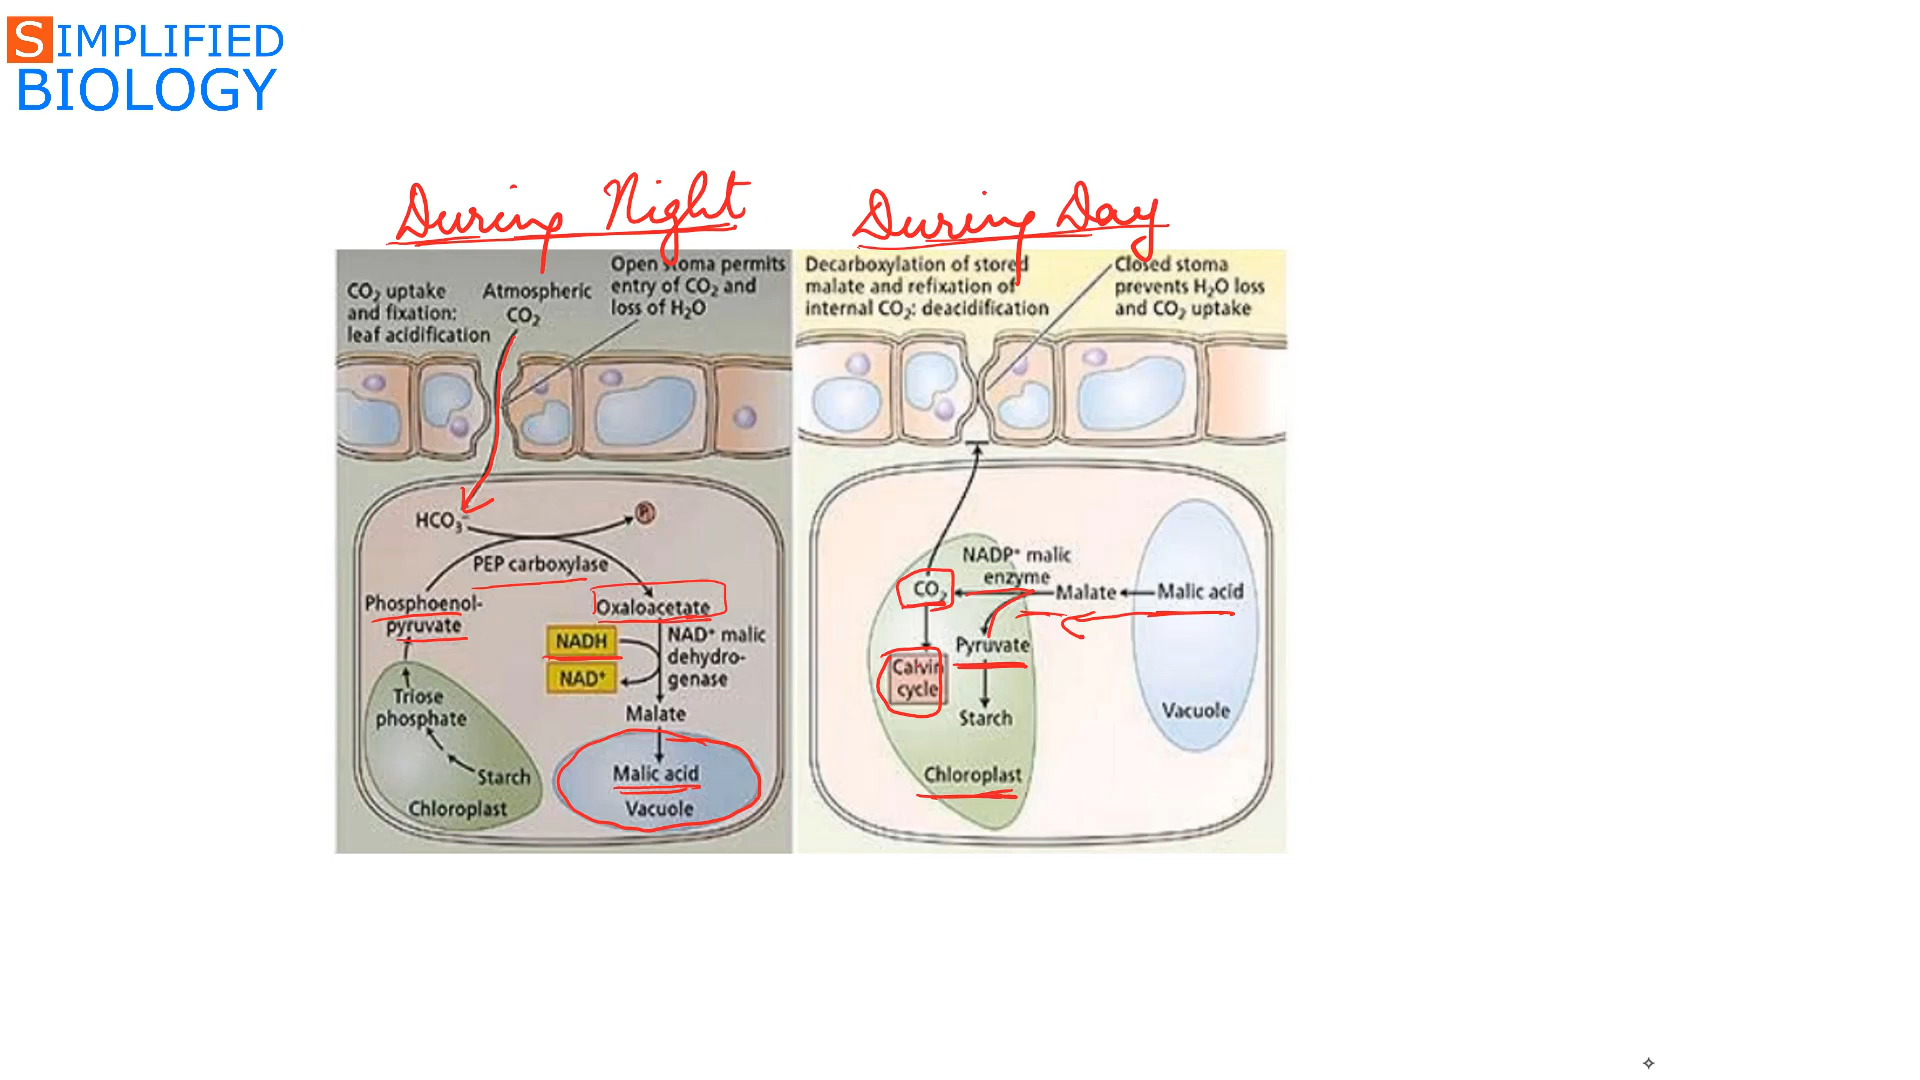 SIMPLIFIED
BIOLOGY
During Night
During Day
CO₂ uptake
and fixation:
leaf acidification
Atmospheric
CO₂
Open stoma permits
entry of CO₂ and
loss of H₂O
HCO₃⁻
Pᵢ
PEP carboxylase
Phosphoenol-
pyruvate
Oxaloacetate
NADH
NAD⁺
NAD⁺ malic
dehydro-
genase
Triose
phosphate
Malate
Starch
Chloroplast
Malic acid
Vacuole
Decarboxylation of stored
malate and refixation of
internal CO₂: deacidification
Closed stoma
prevents H₂O loss
and CO₂ uptake
NADP⁺ malic
enzyme
CO₂
Malate
Malic acid
Pyruvate
Calvin
cycle
Starch
Vacuole
Chloroplast